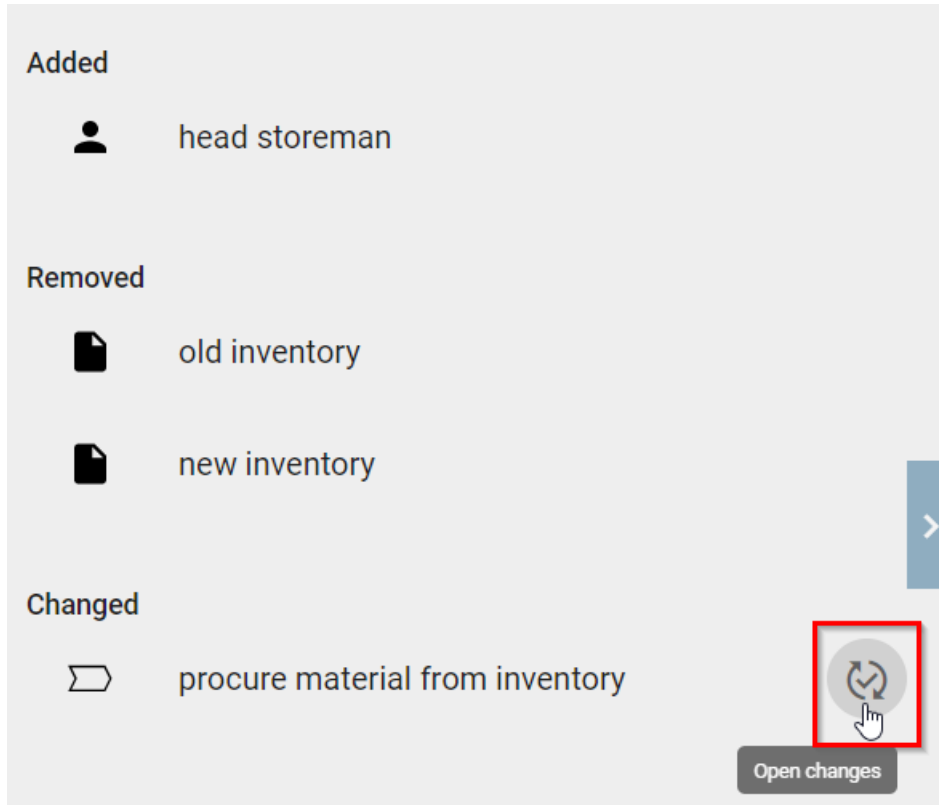 Added
head storeman
Removed
old inventory
new inventory
Changed
procure material from inventory
Open changes